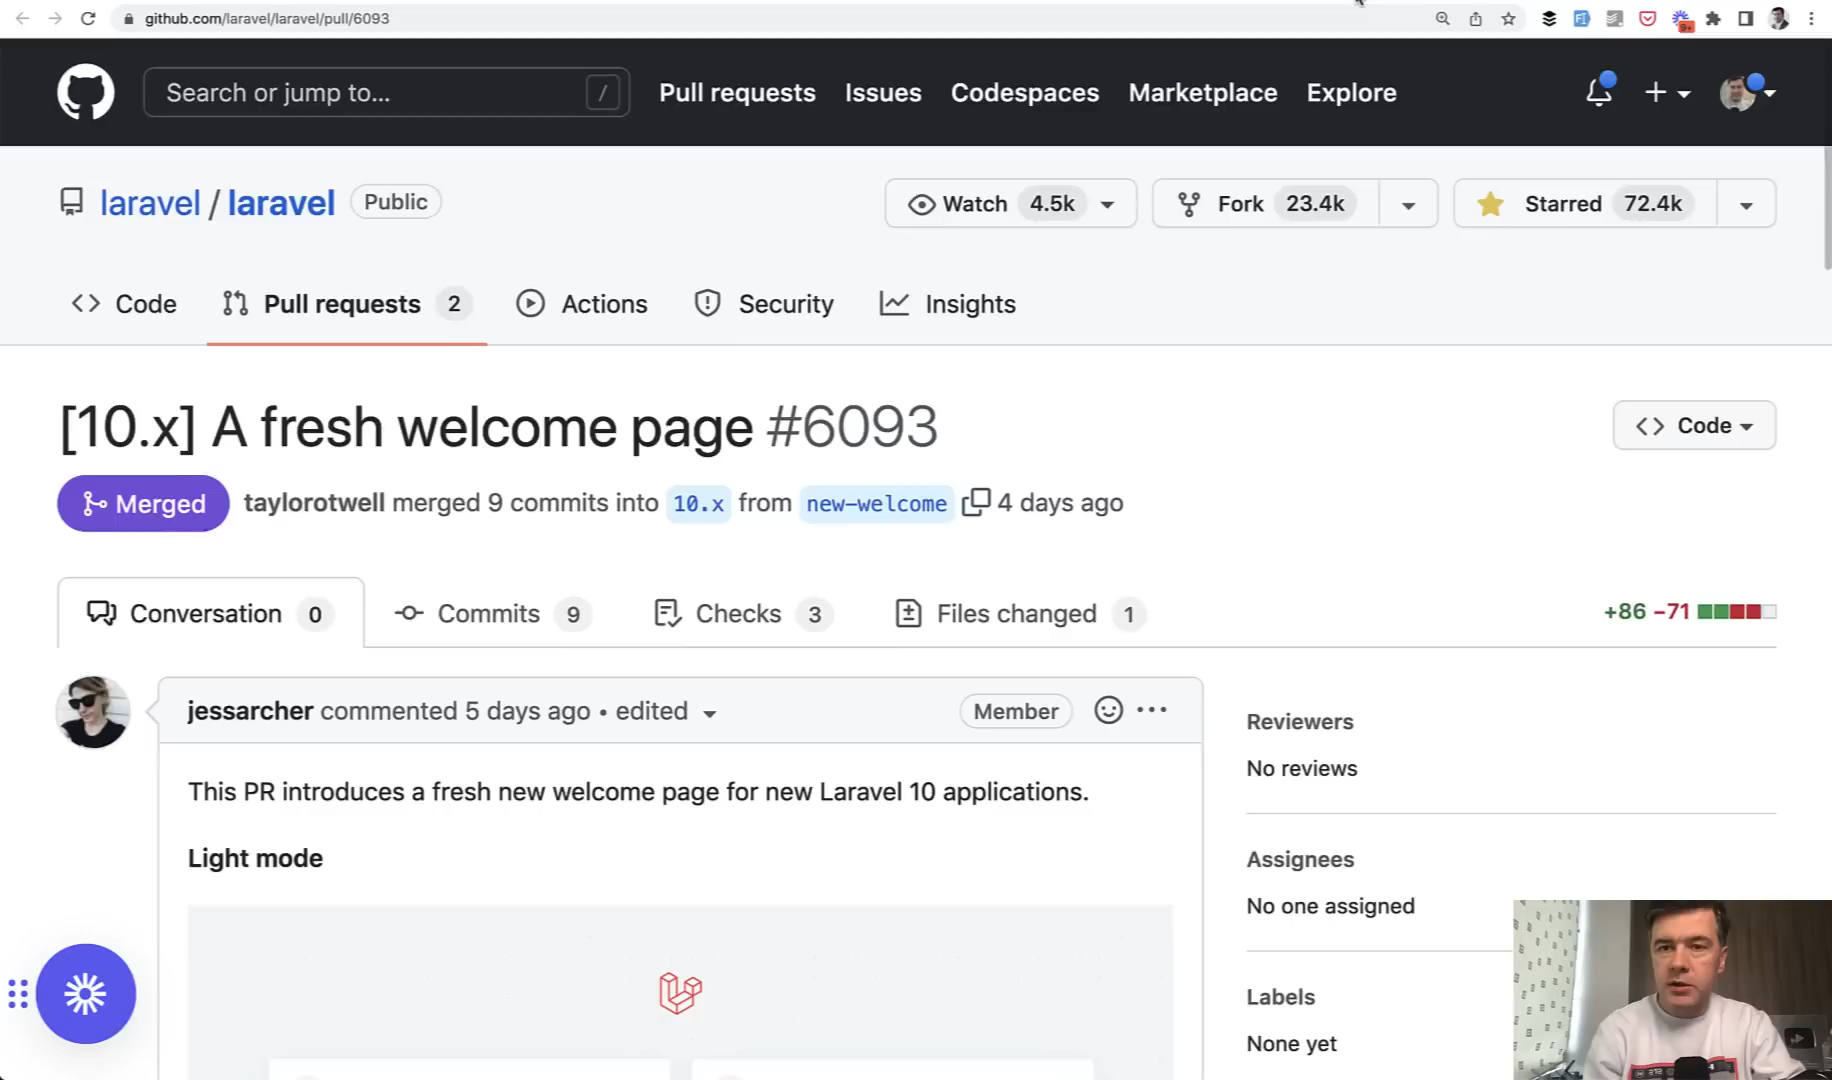 github.com/laravel/laravel/pull/6093
9+
Search or jump to... /
Pull requests Issues Codespaces Marketplace Explore
laravel / laravel Public
Watch 4.5k Fork 23.4k Starred 72.4k
Code Pull requests 2 Actions Security Insights
[10.x] A fresh welcome page #6093
Code
Merged taylorotwell merged 9 commits into 10.x from new-welcome 4 days ago
Conversation 0 Commits 9 Checks 3 Files changed 1 +86 −71
jessarcher commented 5 days ago • edited Member
Reviewers
No reviews
This PR introduces a fresh new welcome page for new Laravel 10 applications.
Light mode
Assignees
No one assigned
Labels
None yet